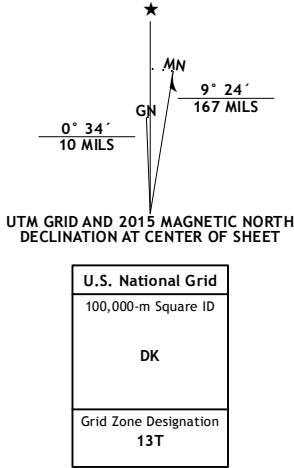 ★
MN
GN
9° 24´
167 MILS
0° 34´
10 MILS
UTM GRID AND 2015 MAGNETIC NORTH
DECLINATION AT CENTER OF SHEET
U.S. National Grid
100,000-m Square ID
DK
Grid Zone Designation
13T